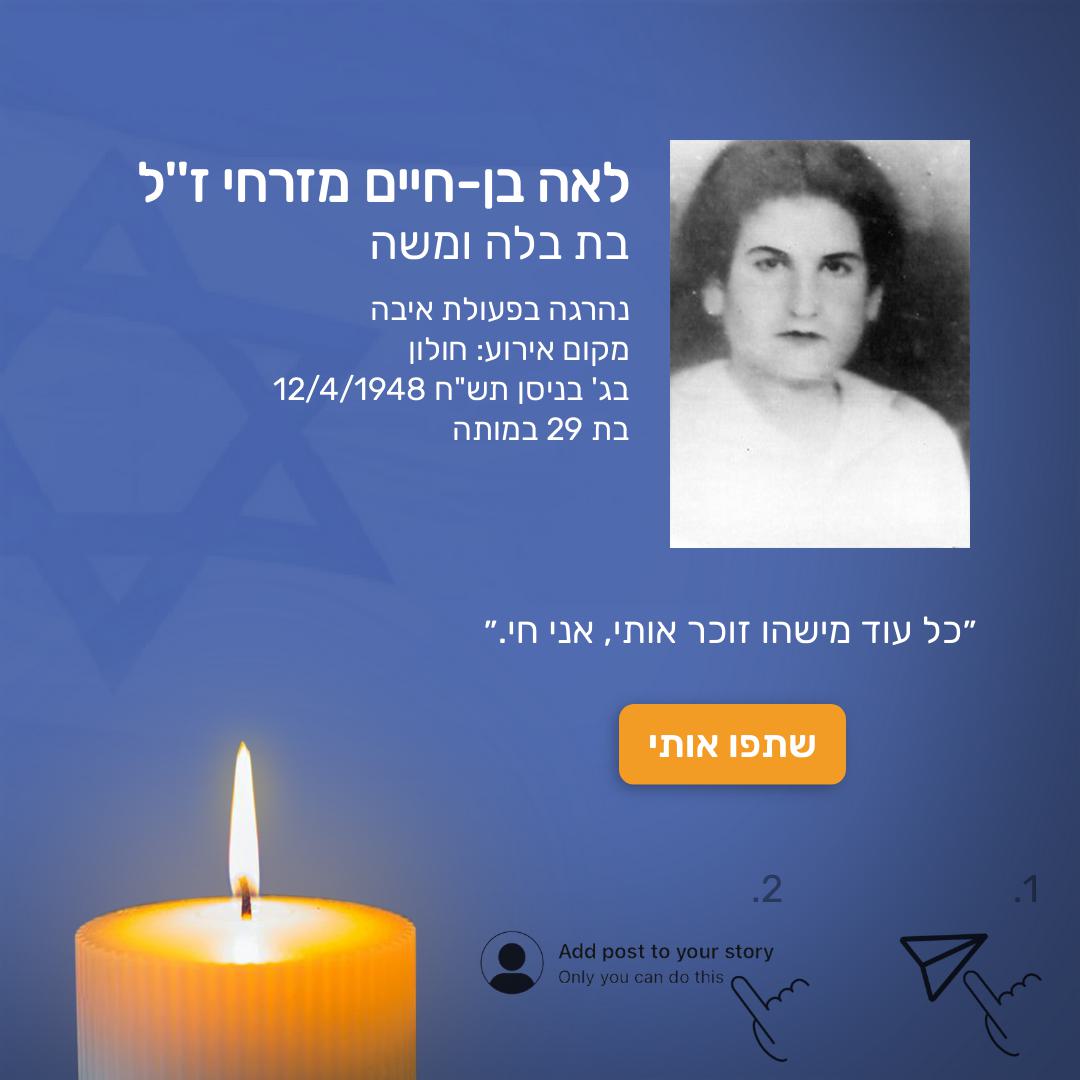 לאה בן-חיים מזרחי ז"ל
בת בלה ומשה
נהרגה בפעולת איבה
מקום אירוע: חולון
בג' בניסן תש"ח 12/4/1948
בת 29 במותה
״כל עוד מישהו זוכר אותי, אני חי.״
שתפו אותי
.1
.2
Add post to your story
Only you can do this